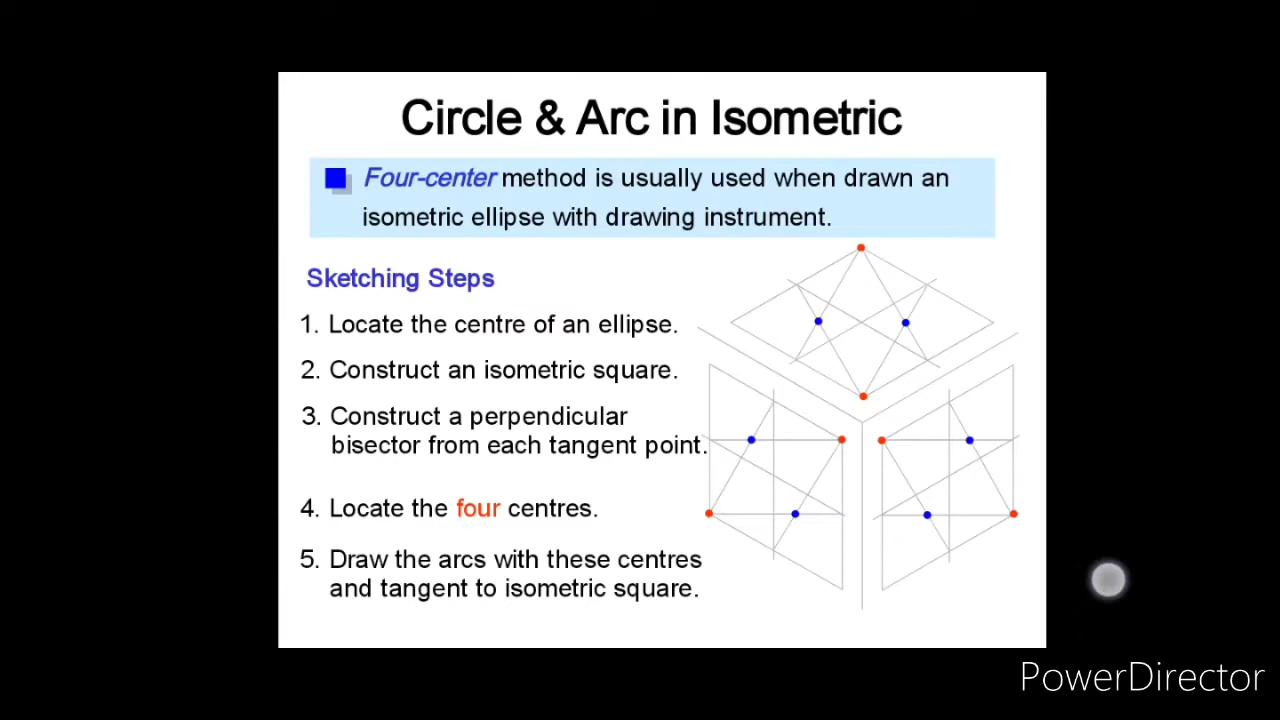 Circle & Arc in Isometric
Four-center method is usually used when drawn an
isometric ellipse with drawing instrument.
Sketching Steps
1. Locate the centre of an ellipse.
2. Construct an isometric square.
3. Construct a perpendicular
bisector from each tangent point.
4. Locate the four centres.
5. Draw the arcs with these centres
and tangent to isometric square.
PowerDirector